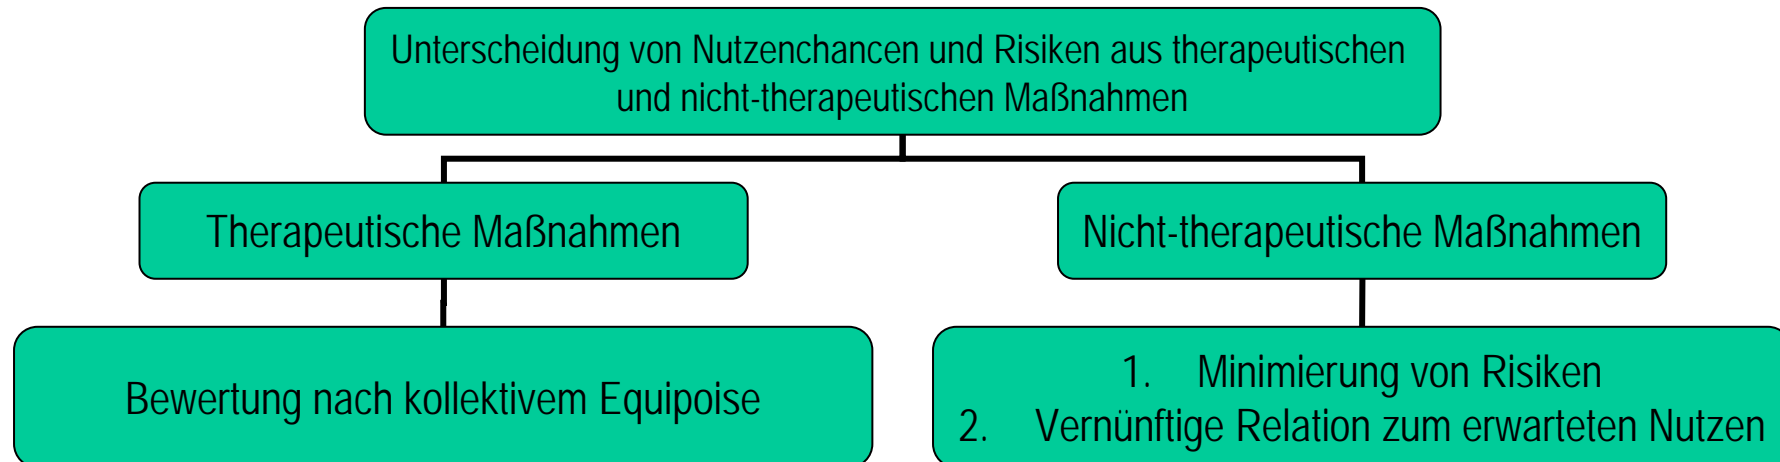 Unterscheidung von Nutzenchancen und Risiken aus therapeutischen
und nicht-therapeutischen Maßnahmen
Therapeutische Maßnahmen
Nicht-therapeutische Maßnahmen
Bewertung nach kollektivem Equipoise
1. Minimierung von Risiken
2. Vernünftige Relation zum erwarteten Nutzen